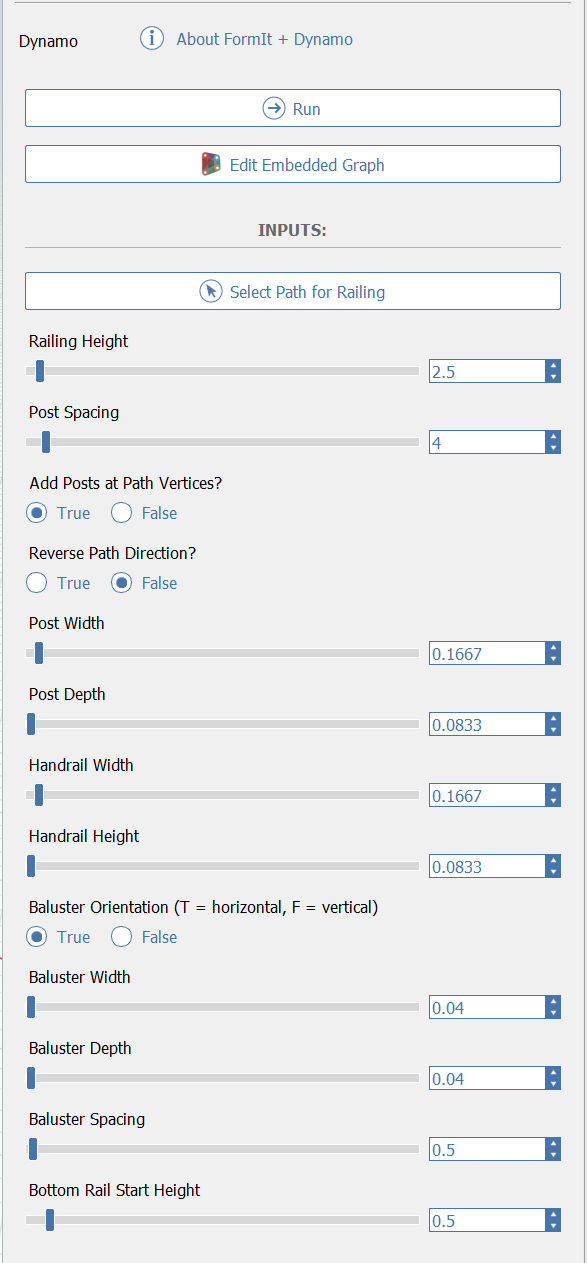 Dynamo
About FormIt + Dynamo
Run
Edit Embedded Graph
INPUTS:
Select Path for Railing
Railing Height
2.5
Post Spacing
4
Add Posts at Path Vertices?
True False
Reverse Path Direction?
True False
Post Width
0.1667
Post Depth
0.0833
Handrail Width
0.1667
Handrail Height
0.0833
Baluster Orientation (T = horizontal, F = vertical)
True False
Baluster Width
0.04
Baluster Depth
0.04
Baluster Spacing
0.5
Bottom Rail Start Height
0.5